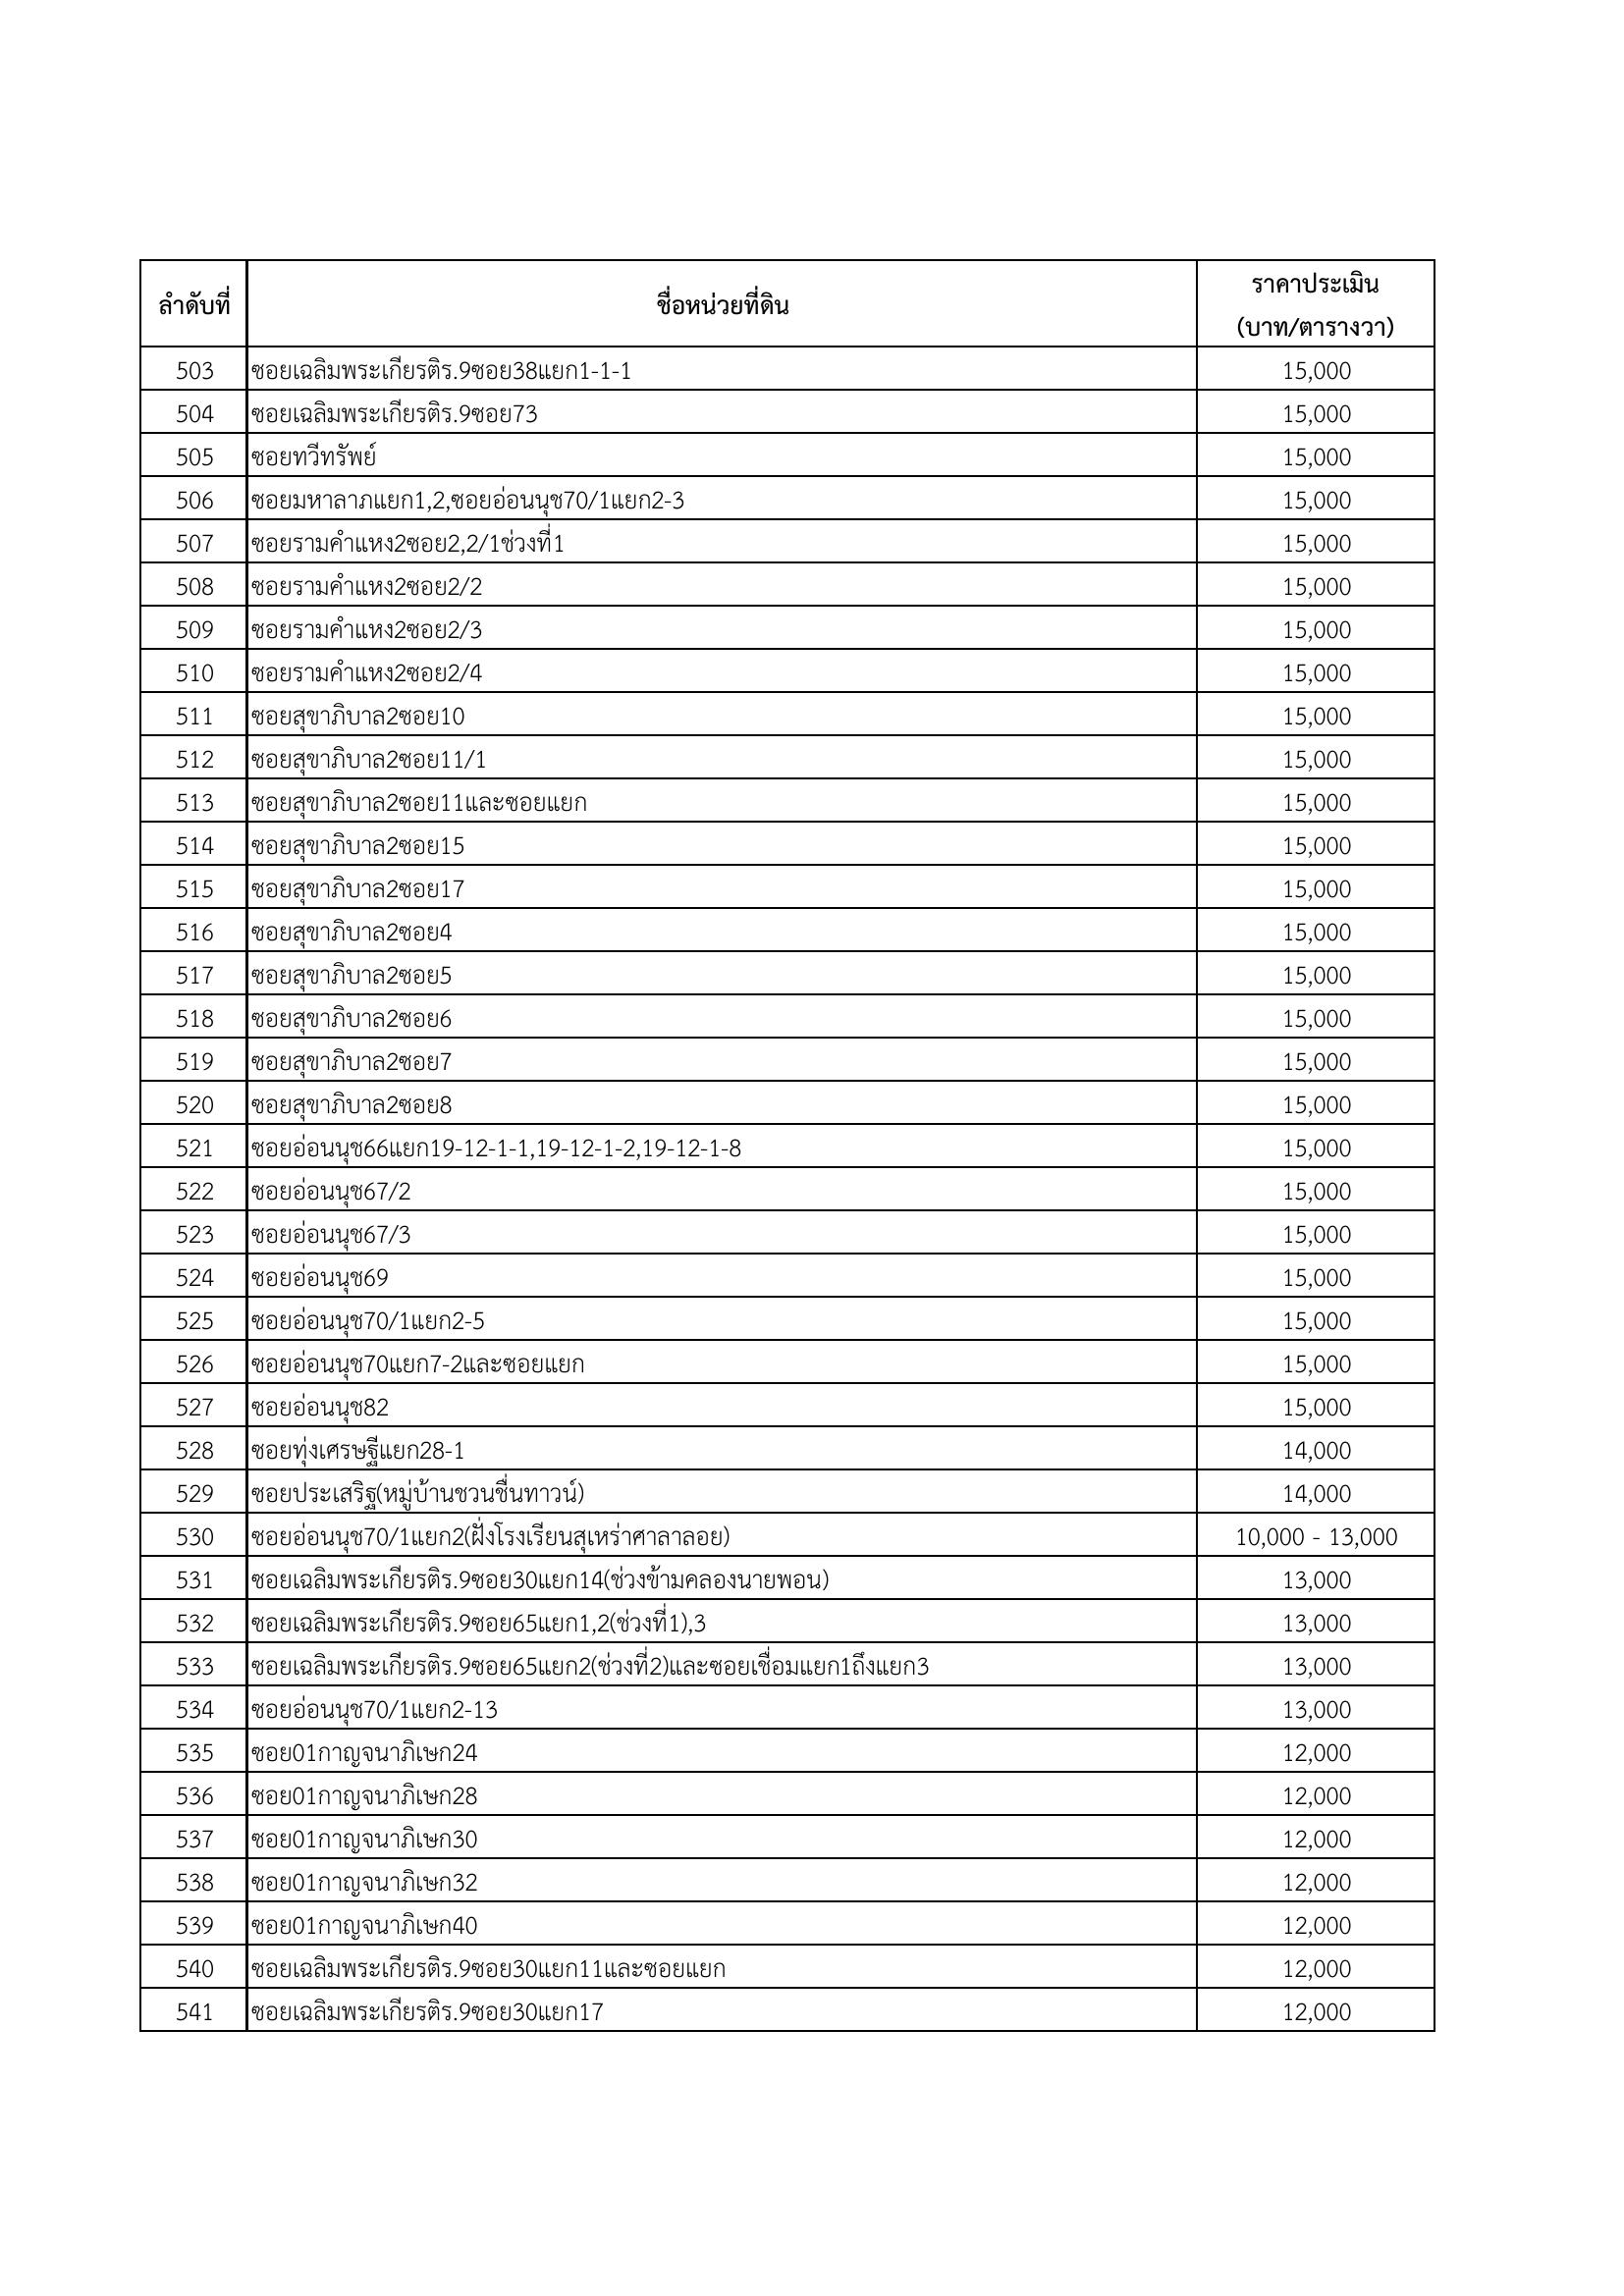 ลำดับที่ ชื่อหน่วยที่ดิน ราคาประเมิน
(บาท/ตารางวา)
503 ซอยเฉลิมพระเกียรติร.9ซอย38แยก1-1-1 15,000
504 ซอยเฉลิมพระเกียรติร.9ซอย73 15,000
505 ซอยทวีทรัพย์ 15,000
506 ซอยมหาลาภแยก1,2,ซอยอ่อนนุช70/1แยก2-3 15,000
507 ซอยรามคำแหง2ซอย2,2/1ช่วงที่1 15,000
508 ซอยรามคำแหง2ซอย2/2 15,000
509 ซอยรามคำแหง2ซอย2/3 15,000
510 ซอยรามคำแหง2ซอย2/4 15,000
511 ซอยสุขาภิบาล2ซอย10 15,000
512 ซอยสุขาภิบาล2ซอย11/1 15,000
513 ซอยสุขาภิบาล2ซอย11และซอยแยก 15,000
514 ซอยสุขาภิบาล2ซอย15 15,000
515 ซอยสุขาภิบาล2ซอย17 15,000
516 ซอยสุขาภิบาล2ซอย4 15,000
517 ซอยสุขาภิบาล2ซอย5 15,000
518 ซอยสุขาภิบาล2ซอย6 15,000
519 ซอยสุขาภิบาล2ซอย7 15,000
520 ซอยสุขาภิบาล2ซอย8 15,000
521 ซอยอ่อนนุช66แยก19-12-1-1,19-12-1-2,19-12-1-8 15,000
522 ซอยอ่อนนุช67/2 15,000
523 ซอยอ่อนนุช67/3 15,000
524 ซอยอ่อนนุช69 15,000
525 ซอยอ่อนนุช70/1แยก2-5 15,000
526 ซอยอ่อนนุช70แยก7-2และซอยแยก 15,000
527 ซอยอ่อนนุช82 15,000
528 ซอยทุ่งเศรษฐีแยก28-1 14,000
529 ซอยประเสริฐ(หมู่บ้านชวนชื่นทาวน์) 14,000
530 ซอยอ่อนนุช70/1แยก2(ฝั่งโรงเรียนสุเหร่าศาลาลอย) 10,000 - 13,000
531 ซอยเฉลิมพระเกียรติร.9ซอย30แยก14(ช่วงข้ามคลองนายพอน) 13,000
532 ซอยเฉลิมพระเกียรติร.9ซอย65แยก1,2(ช่วงที่1),3 13,000
533 ซอยเฉลิมพระเกียรติร.9ซอย65แยก2(ช่วงที่2)และซอยเชื่อมแยก1ถึงแยก3 13,000
534 ซอยอ่อนนุช70/1แยก2-13 13,000
535 ซอย01กาญจนาภิเษก24 12,000
536 ซอย01กาญจนาภิเษก28 12,000
537 ซอย01กาญจนาภิเษก30 12,000
538 ซอย01กาญจนาภิเษก32 12,000
539 ซอย01กาญจนาภิเษก40 12,000
540 ซอยเฉลิมพระเกียรติร.9ซอย30แยก11และซอยแยก 12,000
541 ซอยเฉลิมพระเกียรติร.9ซอย30แยก17 12,000